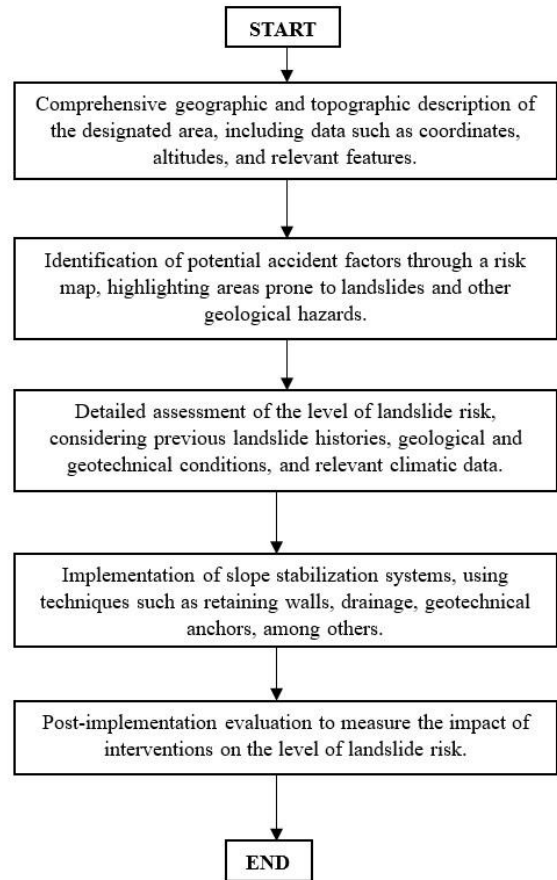 START
Comprehensive geographic and topographic description of
the designated area, including data such as coordinates,
altitudes, and relevant features.
Identification of potential accident factors through a risk
map, highlighting areas prone to landslides and other
geological hazards.
Detailed assessment of the level of landslide risk,
considering previous landslide histories, geological and
geotechnical conditions, and relevant climatic data.
Implementation of slope stabilization systems, using
techniques such as retaining walls, drainage, geotechnical
anchors, among others.
Post-implementation evaluation to measure the impact of
interventions on the level of landslide risk.
END